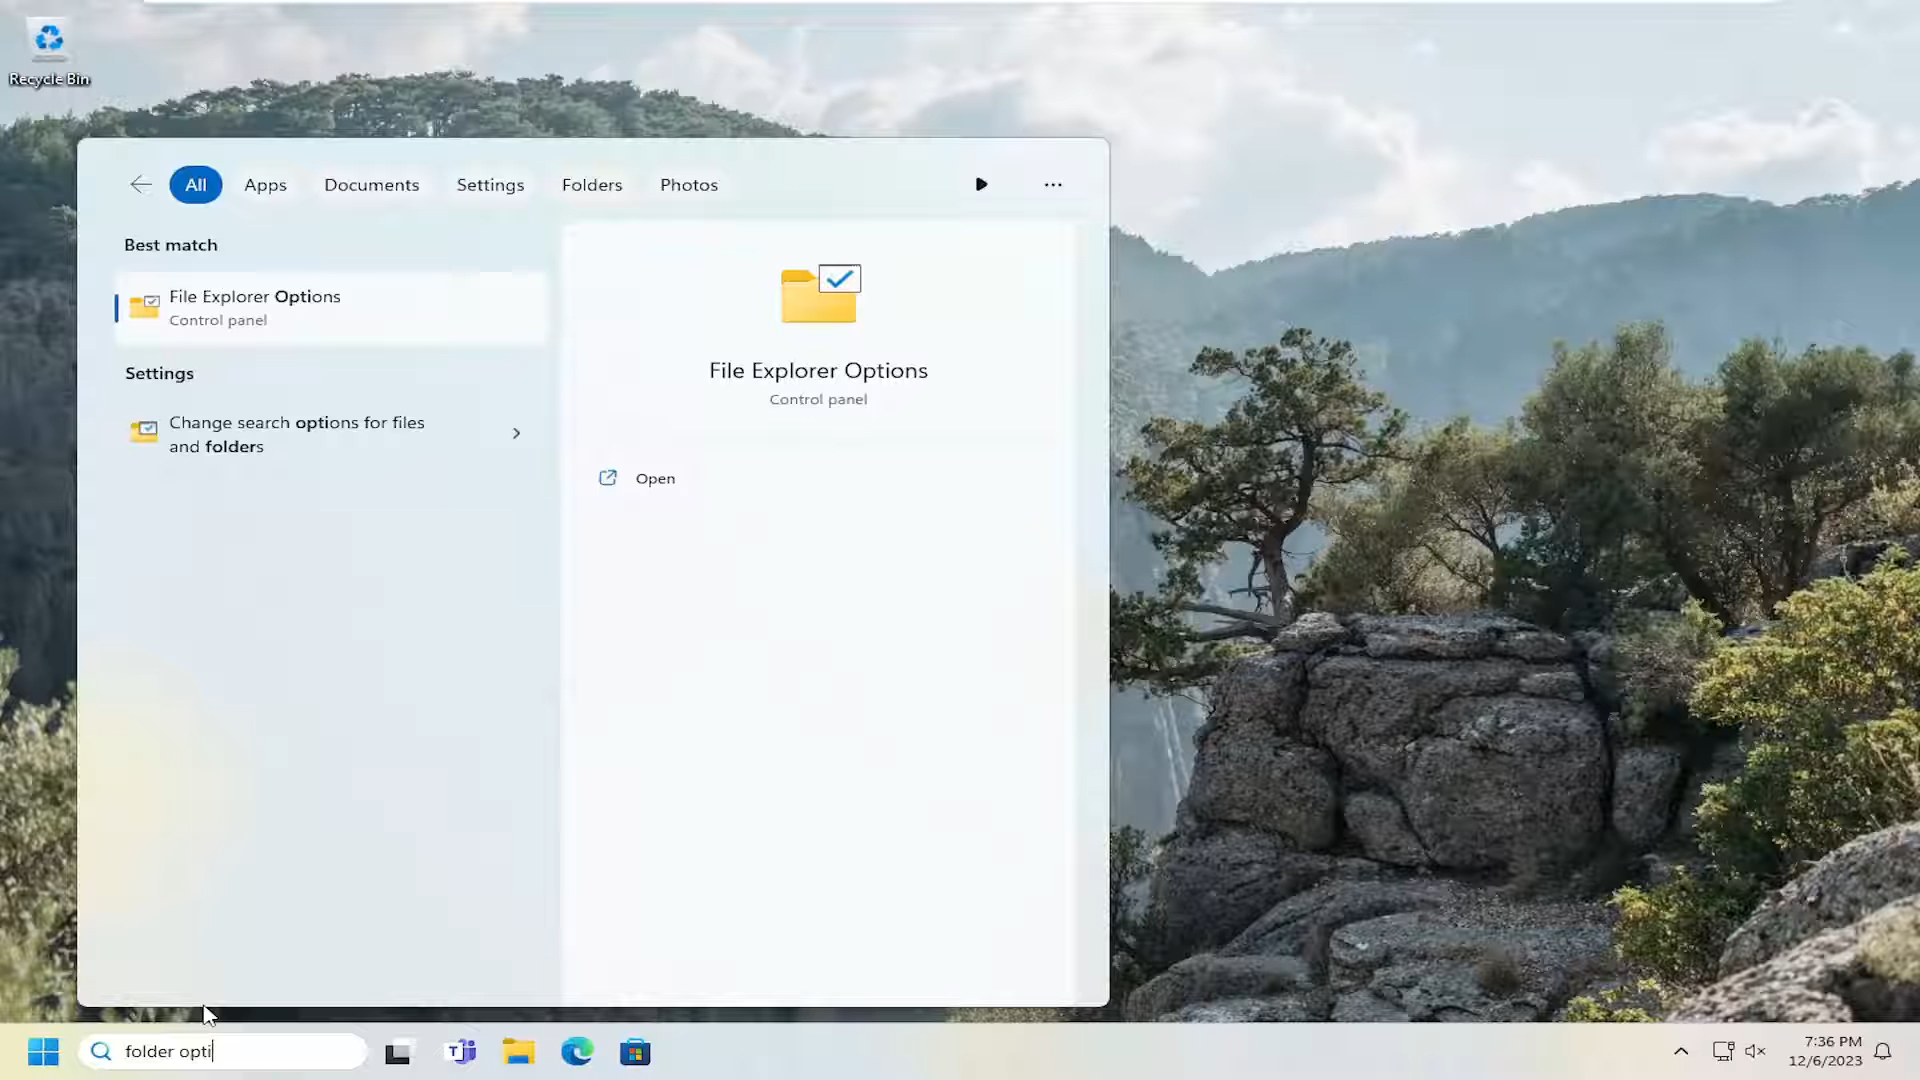 Recycle Bin
All
Apps
Documents
Settings
Folders
Photos
Best match
File Explorer Options
Control panel
Settings
Change search options for files
and folders
File Explorer Options
Control panel
Open
folder opti
T
7:36 PM
12/6/2023